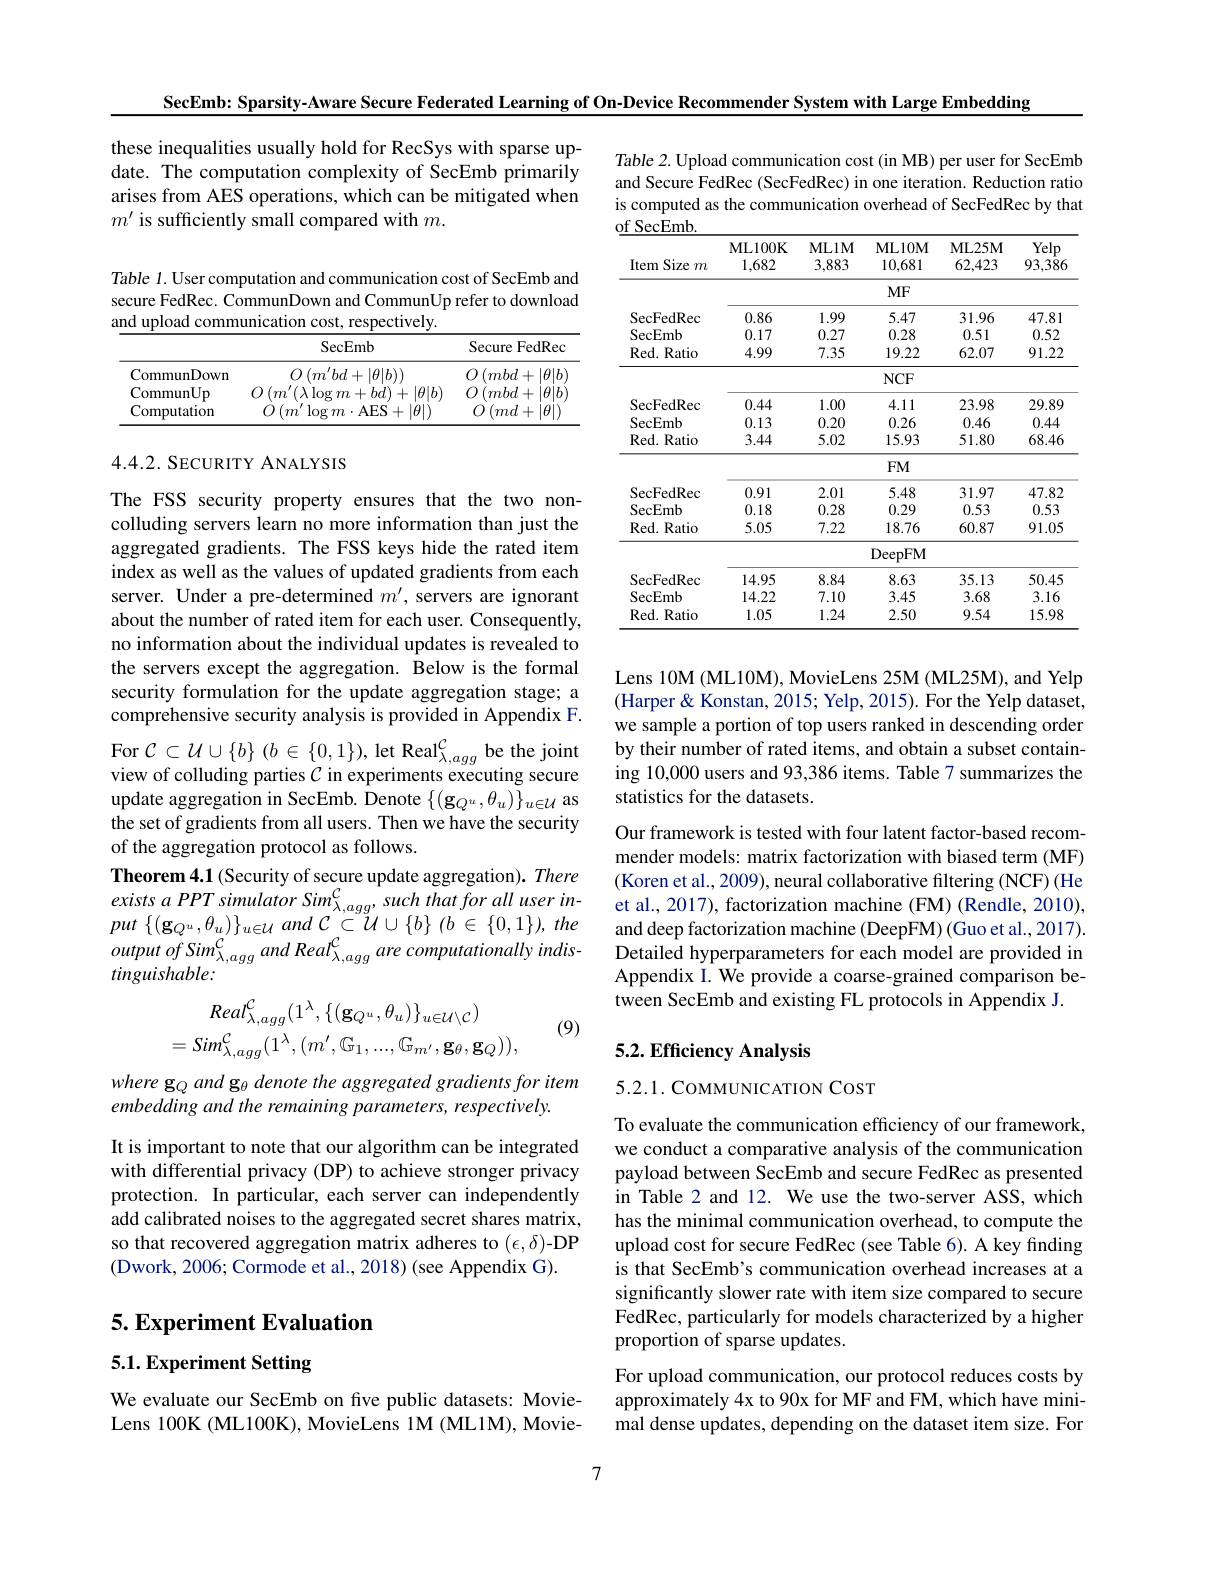 SecEmb: Sparsity-Aware Secure Federated Learning of On-Device Recommender System with Large Embedding
these inequalities usually hold for RecSys with sparse up-
date. The computation complexity of SecEmb primarily
arises from AES operations, which can be mitigated when
m′ is sufficiently small compared with m.
Table 1. User computation and communication cost of SecEmb and
secure FedRec. CommunDown and CommunUp refer to download
and upload communication cost, respectively.
SecEmb Secure FedRec
CommunDown O (m′bd + |θ|b)) O (mbd + |θ|b)
CommunUp O (m′(λ log m + bd) + |θ|b) O (mbd + |θ|b)
Computation O (m′ log m · AES + |θ|) O (md + |θ|)
4.4.2. SECURITY ANALYSIS
The FSS security property ensures that the two non-
colluding servers learn no more information than just the
aggregated gradients. The FSS keys hide the rated item
index as well as the values of updated gradients from each
server. Under a pre-determined m′, servers are ignorant
about the number of rated item for each user. Consequently,
no information about the individual updates is revealed to
the servers except the aggregation. Below is the formal
security formulation for the update aggregation stage; a
comprehensive security analysis is provided in Appendix F.
For C ⊂ U ∪ {b} (b ∈ {0, 1}), let Real^C_{λ,agg} be the joint
view of colluding parties C in experiments executing secure
update aggregation in SecEmb. Denote {(g_{Q^u}, θ_u)}_{u∈U} as
the set of gradients from all users. Then we have the security
of the aggregation protocol as follows.
Theorem 4.1 (Security of secure update aggregation). There
exists a PPT simulator Sim^C_{λ,agg}, such that for all user in-
put {(g_{Q^u}, θ_u)}_{u∈U} and C ⊂ U ∪ {b} (b ∈ {0, 1}), the
output of Sim^C_{λ,agg} and Real^C_{λ,agg} are computationally indis-
tinguishable:
Real^C_{λ,agg}(1^λ, {(g_{Q^u}, θ_u)}_{u∈U\C})
= Sim^C_{λ,agg}(1^λ, (m′, G_1, ..., G_{m′}, g_θ, g_Q)), (9)
where g_Q and g_θ denote the aggregated gradients for item
embedding and the remaining parameters, respectively.
It is important to note that our algorithm can be integrated
with differential privacy (DP) to achieve stronger privacy
protection. In particular, each server can independently
add calibrated noises to the aggregated secret shares matrix,
so that recovered aggregation matrix adheres to (ϵ, δ)-DP
(Dwork, 2006; Cormode et al., 2018) (see Appendix G).
5. Experiment Evaluation
5.1. Experiment Setting
We evaluate our SecEmb on five public datasets: Movie-
Lens 100K (ML100K), MovieLens 1M (ML1M), Movie-
Table 2. Upload communication cost (in MB) per user for SecEmb
and Secure FedRec (SecFedRec) in one iteration. Reduction ratio
is computed as the communication overhead of SecFedRec by that
of SecEmb.
ML100K ML1M ML10M ML25M Yelp
Item Size m 1,682 3,883 10,681 62,423 93,386
MF
SecFedRec 0.86 1.99 5.47 31.96 47.81
SecEmb 0.17 0.27 0.28 0.51 0.52
Red. Ratio 4.99 7.35 19.22 62.07 91.22
NCF
SecFedRec 0.44 1.00 4.11 23.98 29.89
SecEmb 0.13 0.20 0.26 0.46 0.44
Red. Ratio 3.44 5.02 15.93 51.80 68.46
FM
SecFedRec 0.91 2.01 5.48 31.97 47.82
SecEmb 0.18 0.28 0.29 0.53 0.53
Red. Ratio 5.05 7.22 18.76 60.87 91.05
DeepFM
SecFedRec 14.95 8.84 8.63 35.13 50.45
SecEmb 14.22 7.10 3.45 3.68 3.16
Red. Ratio 1.05 1.24 2.50 9.54 15.98
Lens 10M (ML10M), MovieLens 25M (ML25M), and Yelp
(Harper & Konstan, 2015; Yelp, 2015). For the Yelp dataset,
we sample a portion of top users ranked in descending order
by their number of rated items, and obtain a subset contain-
ing 10,000 users and 93,386 items. Table 7 summarizes the
statistics for the datasets.
Our framework is tested with four latent factor-based recom-
mender models: matrix factorization with biased term (MF)
(Koren et al., 2009), neural collaborative filtering (NCF) (He
et al., 2017), factorization machine (FM) (Rendle, 2010),
and deep factorization machine (DeepFM) (Guo et al., 2017).
Detailed hyperparameters for each model are provided in
Appendix I. We provide a coarse-grained comparison be-
tween SecEmb and existing FL protocols in Appendix J.
5.2. Efficiency Analysis
5.2.1. COMMUNICATION COST
To evaluate the communication efficiency of our framework,
we conduct a comparative analysis of the communication
payload between SecEmb and secure FedRec as presented
in Table 2 and 12. We use the two-server ASS, which
has the minimal communication overhead, to compute the
upload cost for secure FedRec (see Table 6). A key finding
is that SecEmb's communication overhead increases at a
significantly slower rate with item size compared to secure
FedRec, particularly for models characterized by a higher
proportion of sparse updates.
For upload communication, our protocol reduces costs by
approximately 4x to 90x for MF and FM, which have mini-
mal dense updates, depending on the dataset item size. For
7